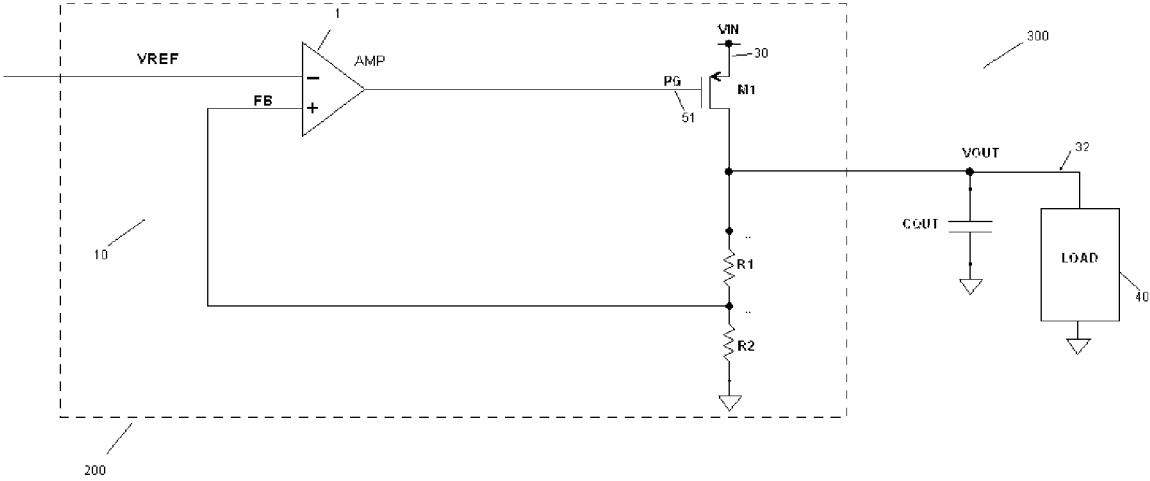 1
VIN
300
VREF
AMP
30
PG
M1
FB
51
VOUT
32
COUT
10
R1
LOAD
40
R2
200